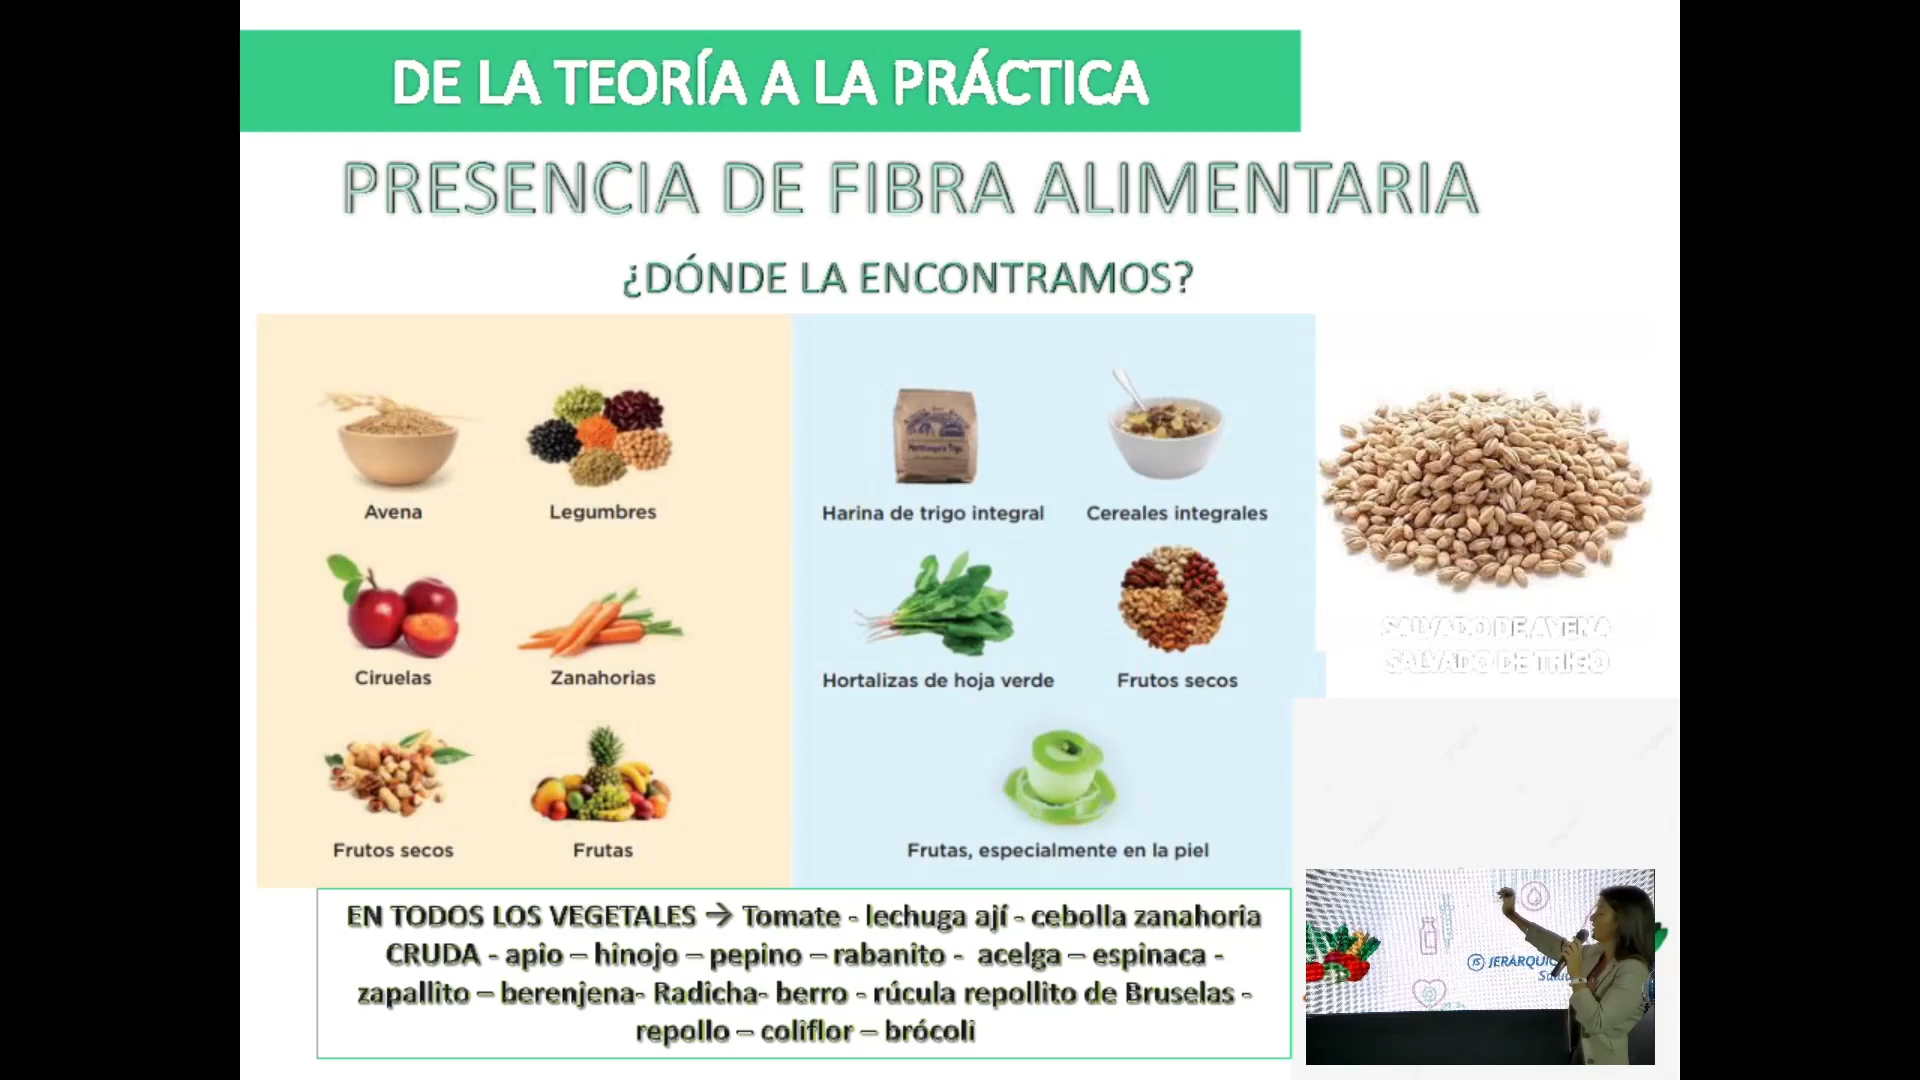 DE LA TEORÍA A LA PRÁCTICA
PRESENCIA DE FIBRA ALIMENTARIA
¿DÓNDE LA ENCONTRAMOS?
Avena
Legumbres
Ciruelas
Zanahorias
Frutos secos
Frutas
Harina de trigo integral
Cereales integrales
Hortalizas de hoja verde
Frutos secos
Frutas, especialmente en la piel
SALVADO DE AVENA
SALVADO DE TRIGO
EN TODOS LOS VEGETALES → Tomate - lechuga ají - cebolla zanahoria
CRUDA - apio – hinojo – pepino – rabanito - acelga – espinaca -
zapallito – berenjena- Radicha- berro - rúcula repollito de Bruselas -
repollo – coliflor – brócoli